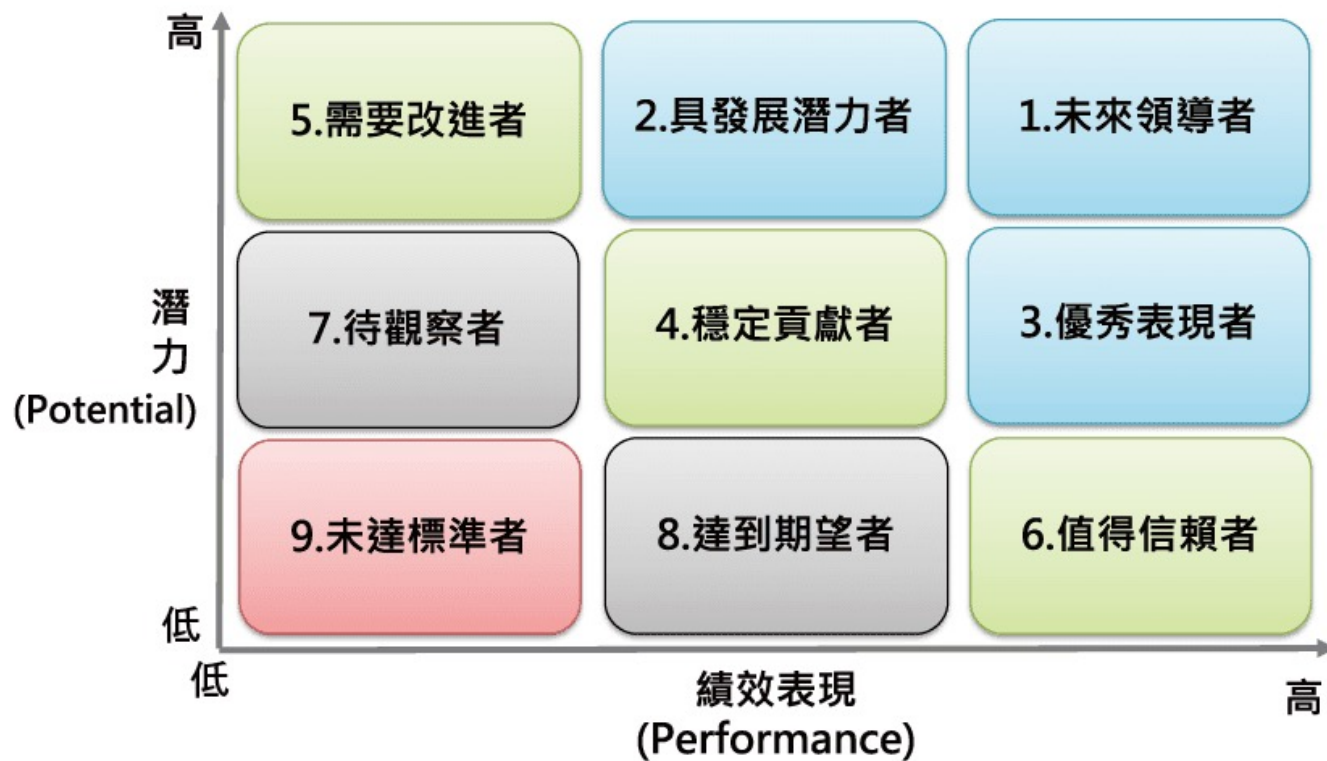 高
5.需要改進者
2.具發展潛力者
1.未來領導者
潛
力
(Potential)
7.待觀察者
4.穩定貢獻者
3.優秀表現者
9.未達標準者
8.達到期望者
6.值得信賴者
低
低
績效表現
(Performance)
高